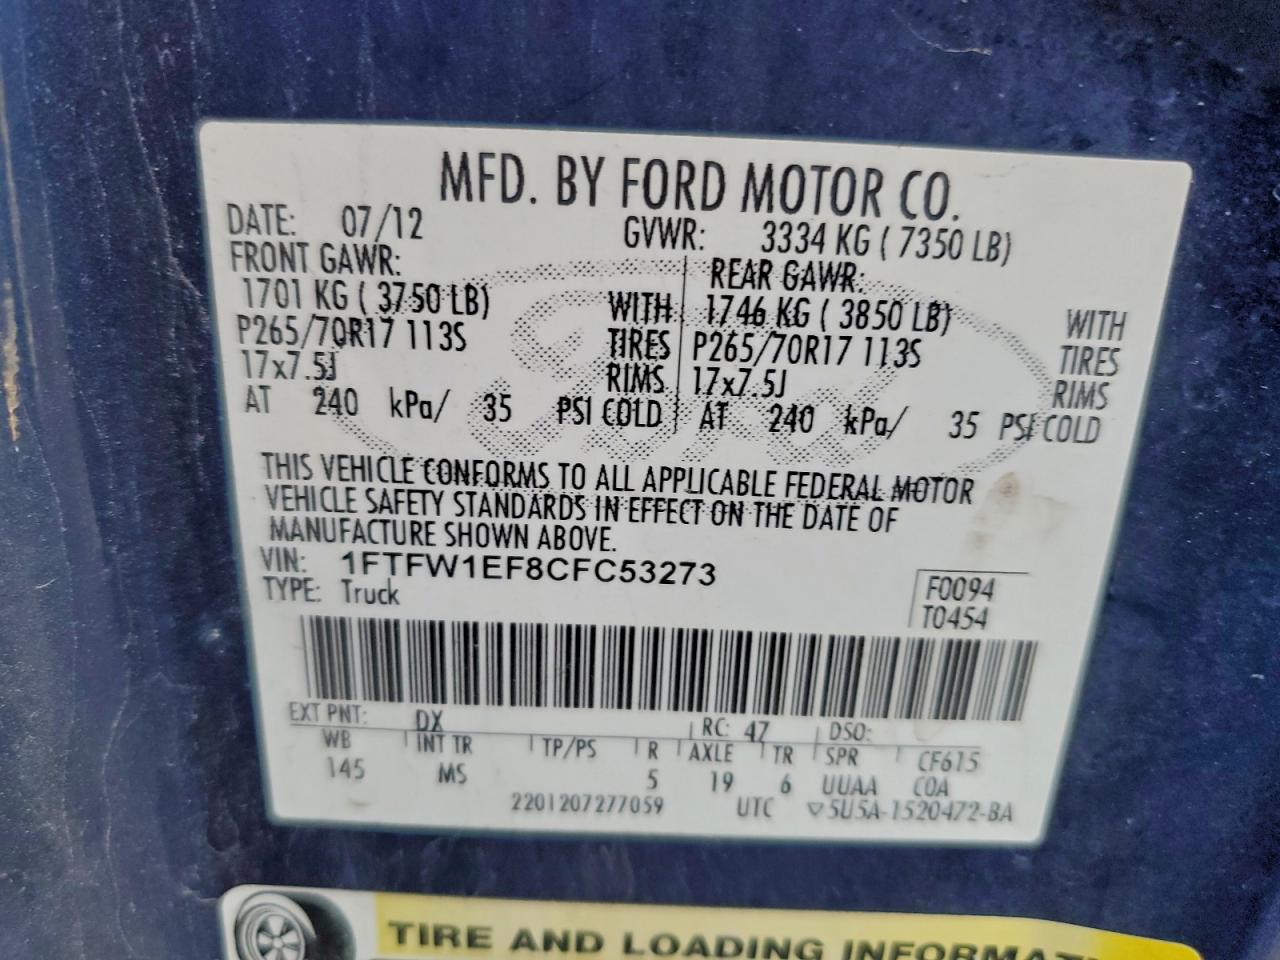 MFD. BY FORD MOTOR CO.
DATE: 07/12 GVWR: 3334 KG ( 7350 LB)
FRONT GAWR: REAR GAWR:
1701 KG ( 3750 LB) WITH 1746 KG ( 3850 LB) WITH
P265/70R17 113S TIRES P265/70R17 113S TIRES
17x7.5J RIMS 17x7.5J RIMS
AT 240 kPa/ 35 PSI COLD AT 240 kPa/ 35 PSI COLD
THIS VEHICLE CONFORMS TO ALL APPLICABLE FEDERAL MOTOR
VEHICLE SAFETY STANDARDS IN EFFECT ON THE DATE OF
MANUFACTURE SHOWN ABOVE.
VIN: 1FTFW1EF8CFC53273
TYPE: Truck
F0094
T0454
EXT PNT: DX RC: 47 DSO:
WB INT TR TP/PS R AXLE TR SPR CF615
145 MS 5 19 6 UUAA COA
2201207277059 UTC ▽5U5A-1520472-BA
TIRE AND LOADING